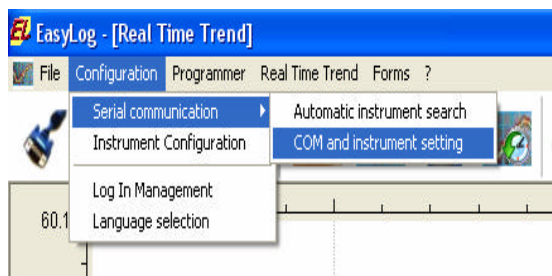 EL EasyLog - [Real Time Trend]
File Configuration Programmer Real Time Trend Forms ?
Serial communication Automatic instrument search
Instrument Configuration COM and instrument setting
Log In Management
Language selection
60.1